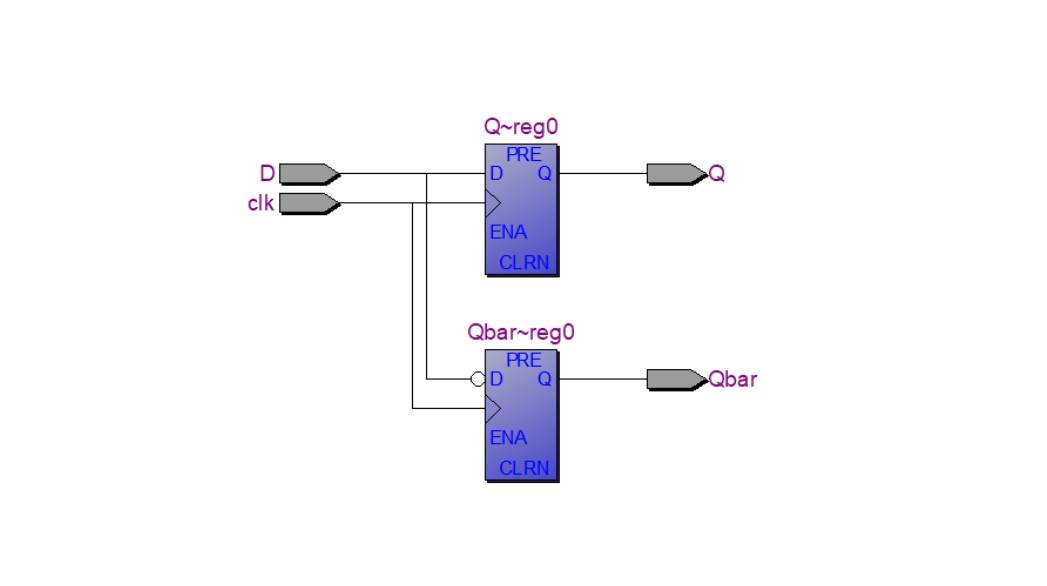 Q~reg0
PRE
D
D
Q
Q
clk
ENA
CLRN
Qbar~reg0
PRE
D
Q
Qbar
ENA
CLRN